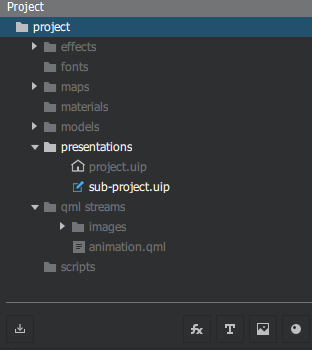 Project
project
effects
fonts
maps
materials
models
presentations
project.uip
sub-project.uip
qml streams
images
animation.qml
scripts
fx T